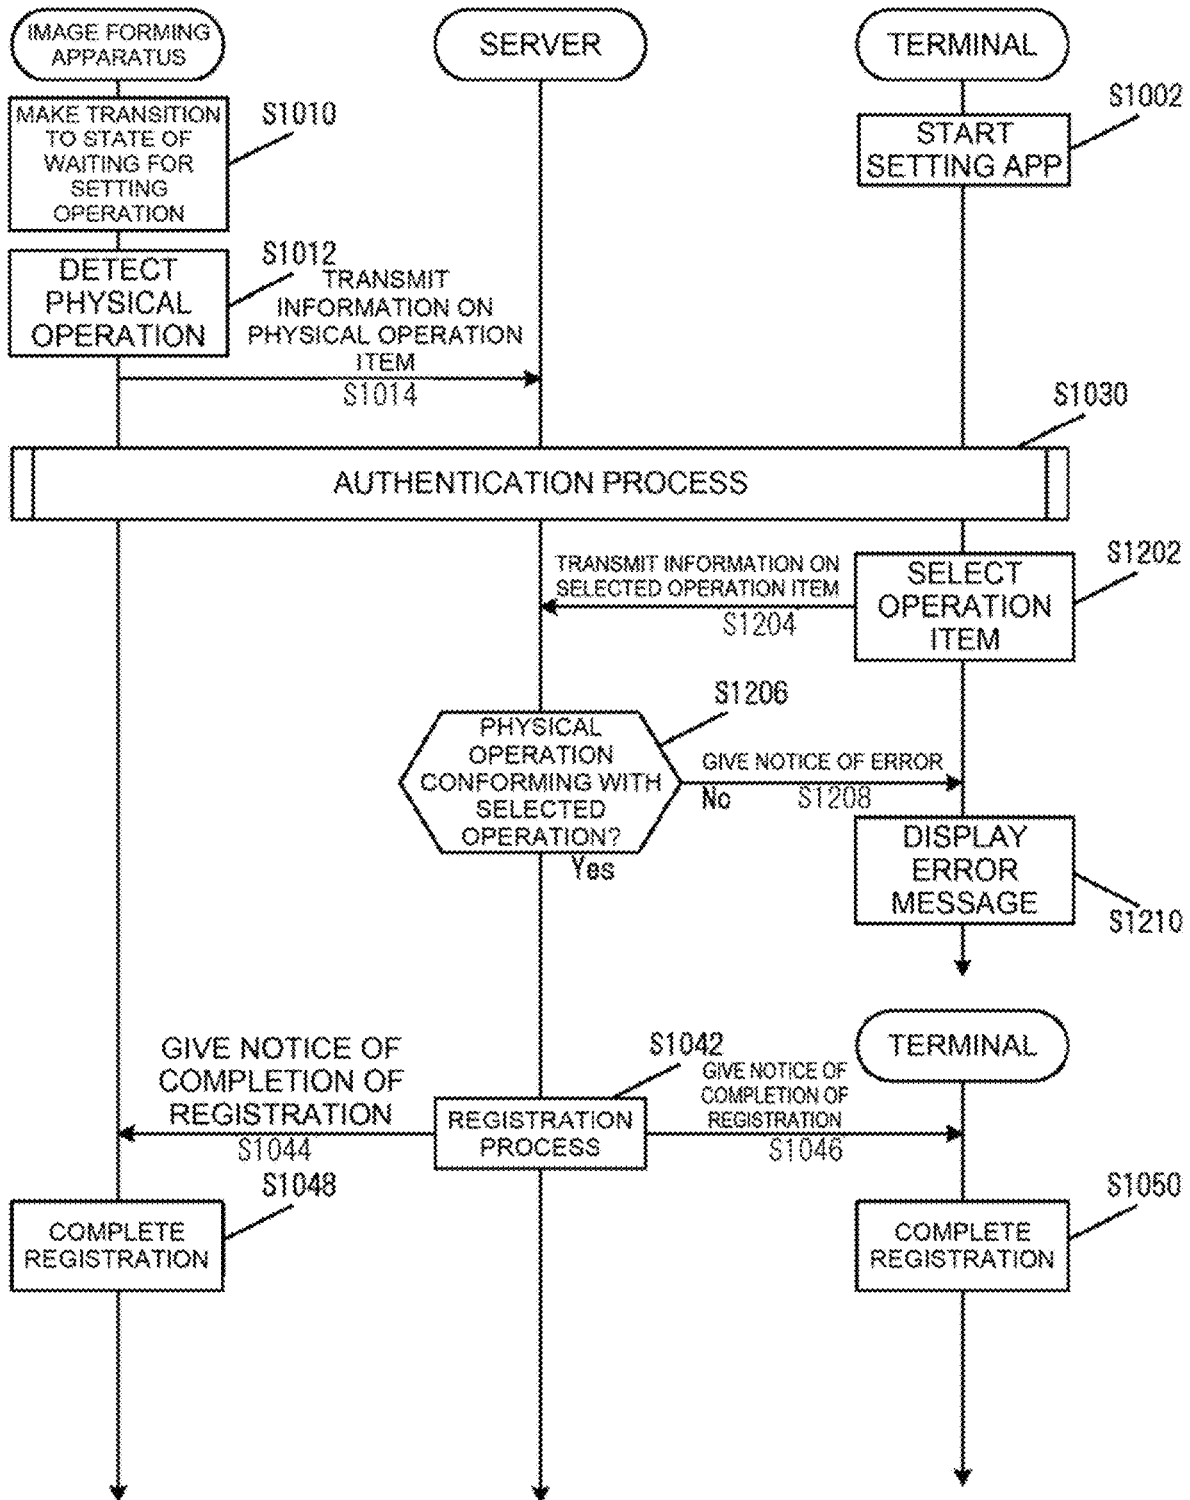 IMAGE FORMING
APPARATUS
SERVER
TERMINAL
MAKE TRANSITION
TO STATE OF
WAITING FOR
SETTING
OPERATION
S1010
START
SETTING APP
S1002
DETECT
PHYSICAL
OPERATION
S1012
TRANSMIT
INFORMATION ON
PHYSICAL OPERATION
ITEM
S1014
S1030
AUTHENTICATION PROCESS
TRANSMIT INFORMATION ON
SELECTED OPERATION ITEM
S1204
SELECT
OPERATION
ITEM
S1202
PHYSICAL
OPERATION
CONFORMING WITH
SELECTED
OPERATION?
S1206
GIVE NOTICE OF ERROR
No
S1208
Yes
DISPLAY
ERROR
MESSAGE
S1210
TERMINAL
GIVE NOTICE OF
COMPLETION OF
REGISTRATION
S1044
REGISTRATION
PROCESS
S1042
GIVE NOTICE OF
COMPLETION OF
REGISTRATION
S1046
COMPLETE
REGISTRATION
S1048
COMPLETE
REGISTRATION
S1050